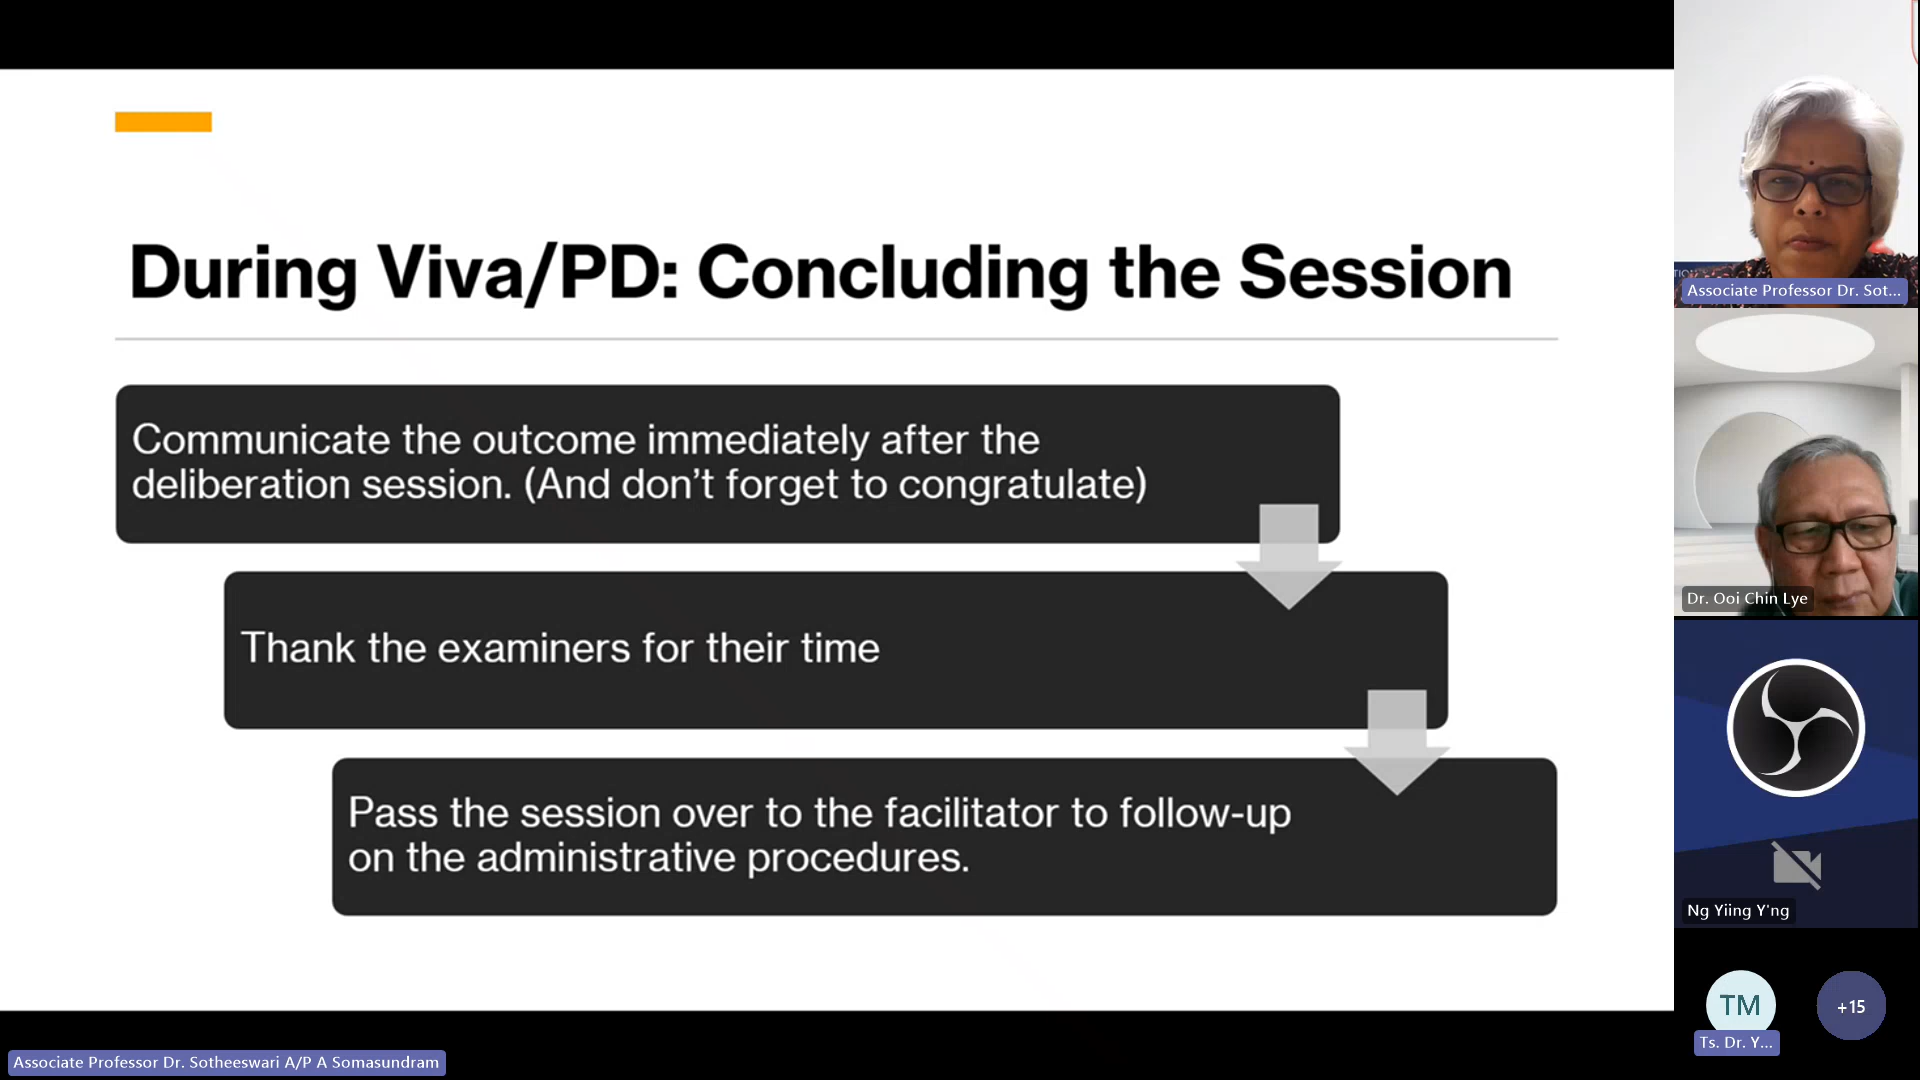 During Viva/PD: Concluding the Session
Communicate the outcome immediately after the
deliberation session. (And don't forget to congratulate)
Thank the examiners for their time
Pass the session over to the facilitator to follow-up
on the administrative procedures.
Associate Professor Dr. Sotheeswari A/P A Somasundram
Associate Professor Dr. Sot...
Dr. Ooi Chin Lye
Ng Yiing Y'ng
TM
Ts. Dr. Y...
+15